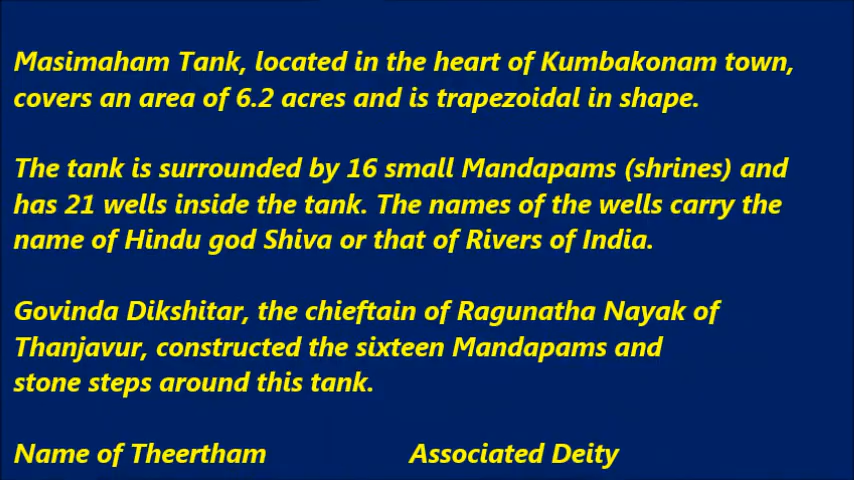 Masimaham Tank, located in the heart of Kumbakonam town,
covers an area of 6.2 acres and is trapezoidal in shape.
The tank is surrounded by 16 small Mandapams (shrines) and
has 21 wells inside the tank. The names of the wells carry the
name of Hindu god Shiva or that of Rivers of India.
Govinda Dikshitar, the chieftain of Ragunatha Nayak of
Thanjavur, constructed the sixteen Mandapams and
stone steps around this tank.
Name of Theertham Associated Deity